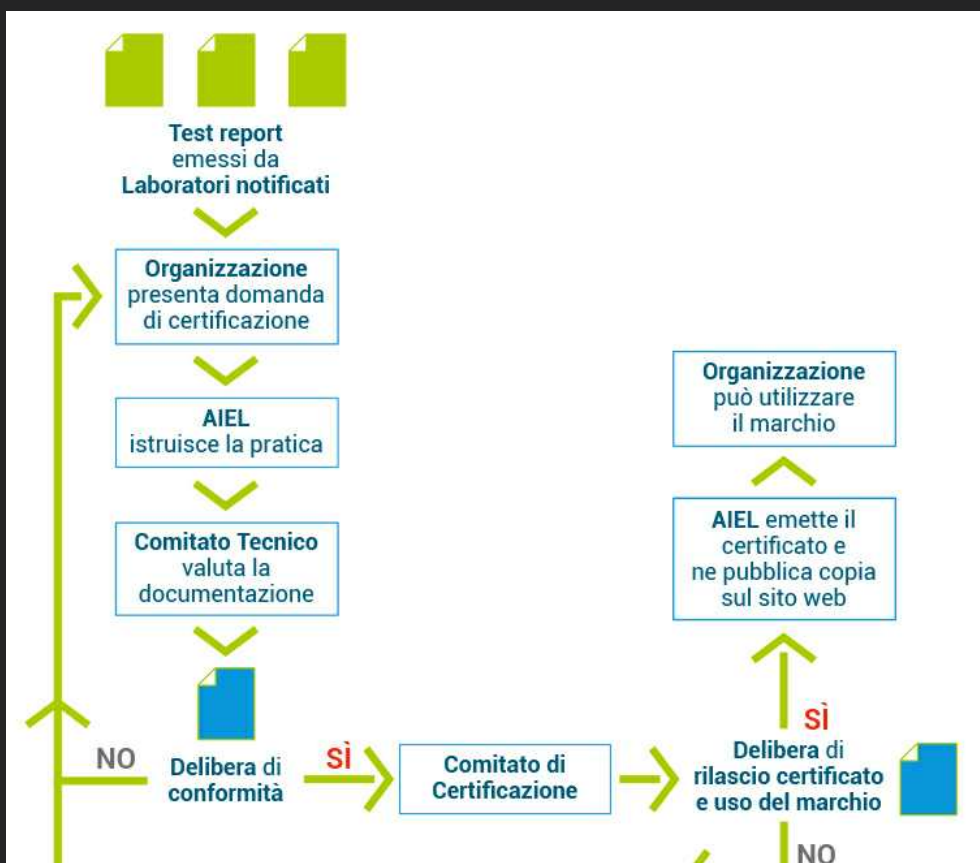 Test report
emessi da
Laboratori notificati
Organizzazione
presenta domanda
di certificazione
AIEL
istruisce la pratica
Comitato Tecnico
valuta la
documentazione
NO
Delibera di
conformità
SÌ
Comitato di
Certificazione
Delibera di
rilascio certificato
e uso del marchio
SÌ
NO
AIEL emette il
certificato e
ne pubblica copia
sul sito web
Organizzazione
può utilizzare
il marchio